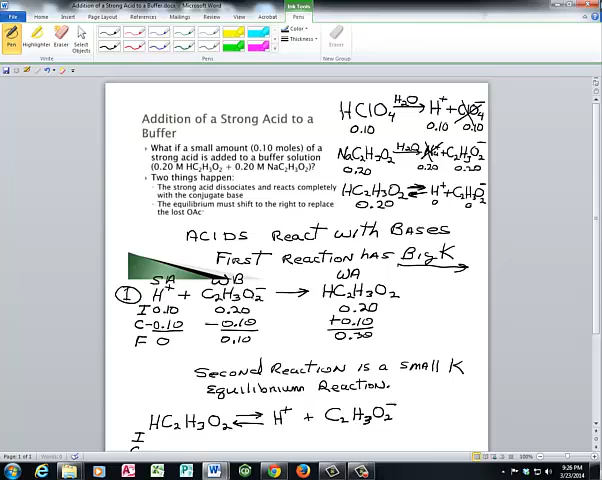 Addition of a Strong Acid to a Buffer.docx - Microsoft Word
Ink Tools
File Home Insert Page Layout References Mailings Review View Acrobat Pens
Pen Highlighter Eraser Select Objects
Color
Thickness
Eraser
Write Pens New Group
HClO4 H2O→ H+ + ClO4-
0.10 0.10 0.10
Addition of a Strong Acid to a
Buffer
What if a small amount (0.10 moles) of a
strong acid is added to a buffer solution
(0.20 M HC2H3O2 + 0.20 M NaC2H3O2)?
Two things happen:
The strong acid dissociates and reacts completely
with the conjugate base
The equilibrium must shift to the right to replace
the lost OAc-
NaC2H3O2 H2O→ Na+ + C2H3O2-
0.20 0.20 0.20
HC2H3O2 ⇌ H+ + C2H3O2-
0.20 0 0
ACIDS React with BASES
First Reaction has Big K
SA WB WA
I H+ + C2H3O2- → HC2H3O2
I 0.10 0.20 0.20
C -0.10 -0.10 +0.10
F 0 0.10 0.30
Second Reaction is a small K
Equilibrium Reaction.
HC2H3O2 ⇌ H+ + C2H3O2-
I
Page: 1 of 1 Words: 0 100%
9:26 PM
3/23/2014